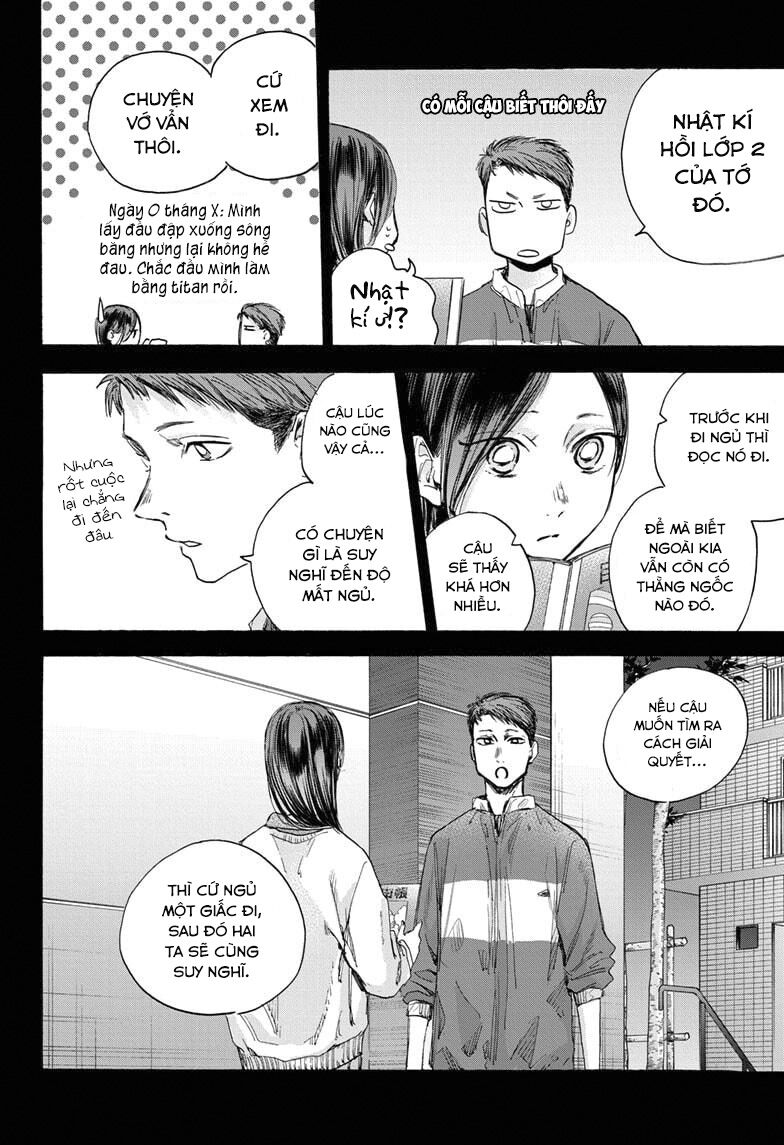 NHẬT KÍ
HỒI LỚP 2
CỦA TỚ
ĐÓ.
CÓ MỖI CẬU BIẾT THÔI ĐẤY
Nhật
kí ư!?
CỨ
XEM
ĐI.
CHUYỆN
VỚ VẨN
THÔI.
Ngày 0 tháng X: Mình
lấy đầu đập xuống sông
băng nhưng lại không hề
đau. Chắc đầu mình làm
bằng titan rồi.
TRƯỚC KHI
ĐI NGỦ THÌ
ĐỌC NÓ ĐI.
ĐỂ MÀ BIẾT
NGOÀI KIA
VẪN CÒN CÓ
THẰNG NGỐC
NÀO ĐÓ.
CẬU
SẼ THẤY
KHÁ HƠN
NHIỀU.
CẬU LÚC
NÀO CŨNG
VẬY CẢ...
CÓ CHUYỆN
GÌ LÀ SUY
NGHĨ ĐẾN ĐỘ
MẤT NGỦ.
Nhưng
rốt cuộc
lại chẳng
đi đến
đâu
NẾU CẬU
MUỐN TÌM RA
CÁCH GIẢI
QUYẾT...
THÌ CỨ NGỦ
MỘT GIẤC ĐI,
SAU ĐÓ HAI
TA SẼ CÙNG
SUY NGHĨ.